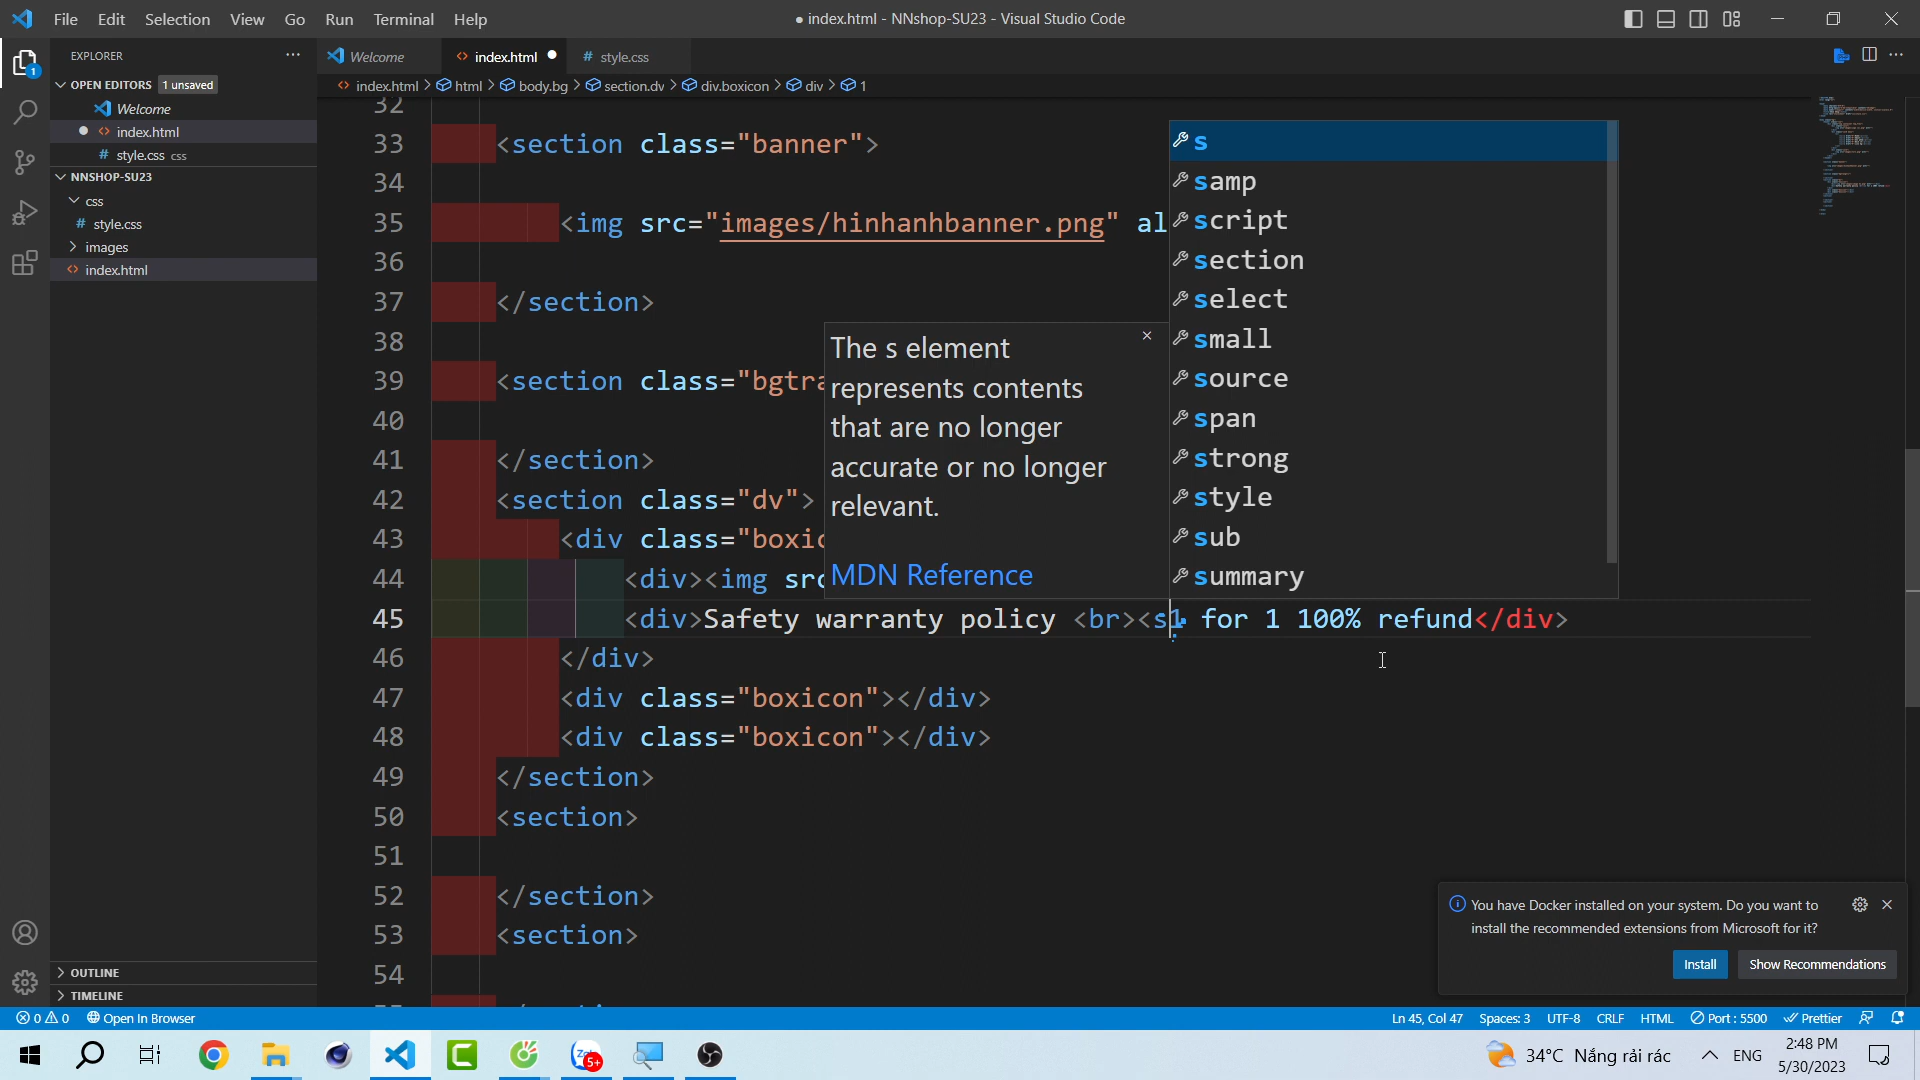 File Edit Selection View Go Run Terminal Help
● index.html - NNshop-SU23 - Visual Studio Code
EXPLORER
OPEN EDITORS 1 unsaved
Welcome
index.html
# style.css css
NNSHOP-SU23
css
# style.css
images
index.html
OUTLINE
TIMELINE
Welcome
index.html
# style.css
index.html > html > body.bg > section.dv > div.boxicon > div > 1
32
33 <section class="banner">
34
35 <img src="images/hinhanhbanner.png" al
36
37 </section>
38
39 <section class="bgtra
40
41 </section>
42 <section class="dv">
43 <div class="boxic
44 <div><img src
45 <div>Safety warranty policy <br><s1 for 1 100% refund</div>
46 </div>
47 <div class="boxicon"></div>
48 <div class="boxicon"></div>
49 </section>
50 <section>
51
52 </section>
53 <section>
54
The s element
represents contents
that are no longer
accurate or no longer
relevant.
MDN Reference
s
samp
script
section
select
small
source
span
strong
style
sub
summary
You have Docker installed on your system. Do you want to
install the recommended extensions from Microsoft for it?
Install Show Recommendations
0 0 Open In Browser
Ln 45, Col 47 Spaces: 3 UTF-8 CRLF HTML Port : 5500 Prettier
34°C Nắng rải rác ENG
2:48 PM
5/30/2023